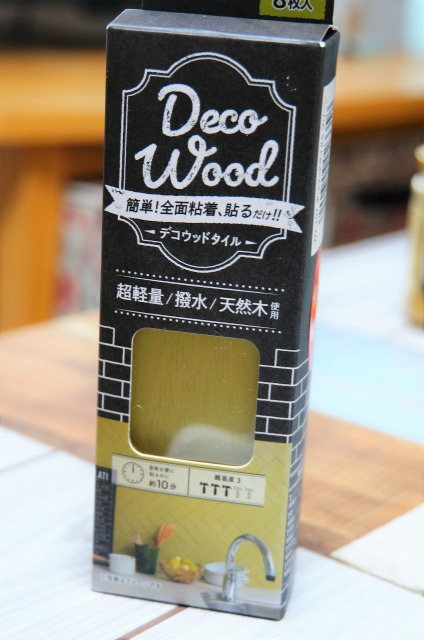 8枚入
Deco
Wood
簡単!全面粘着、貼るだけ!!
デコウッドタイル
超軽量/撥水/天然木使用
約10分
難易度 3
ATI